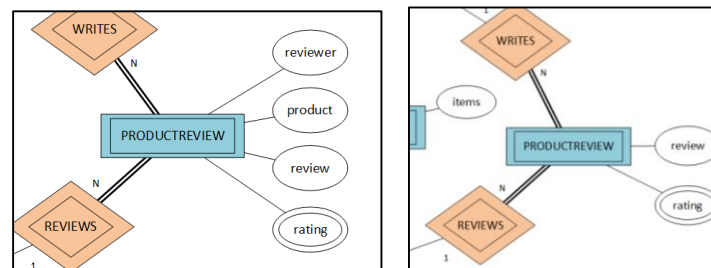 WRITES
N
reviewer
product
PRODUCTREVIEW
review
N
REVIEWS
rating
1
1
WRITES
N
items
PRODUCTREVIEW
review
N
rating
REVIEWS
1